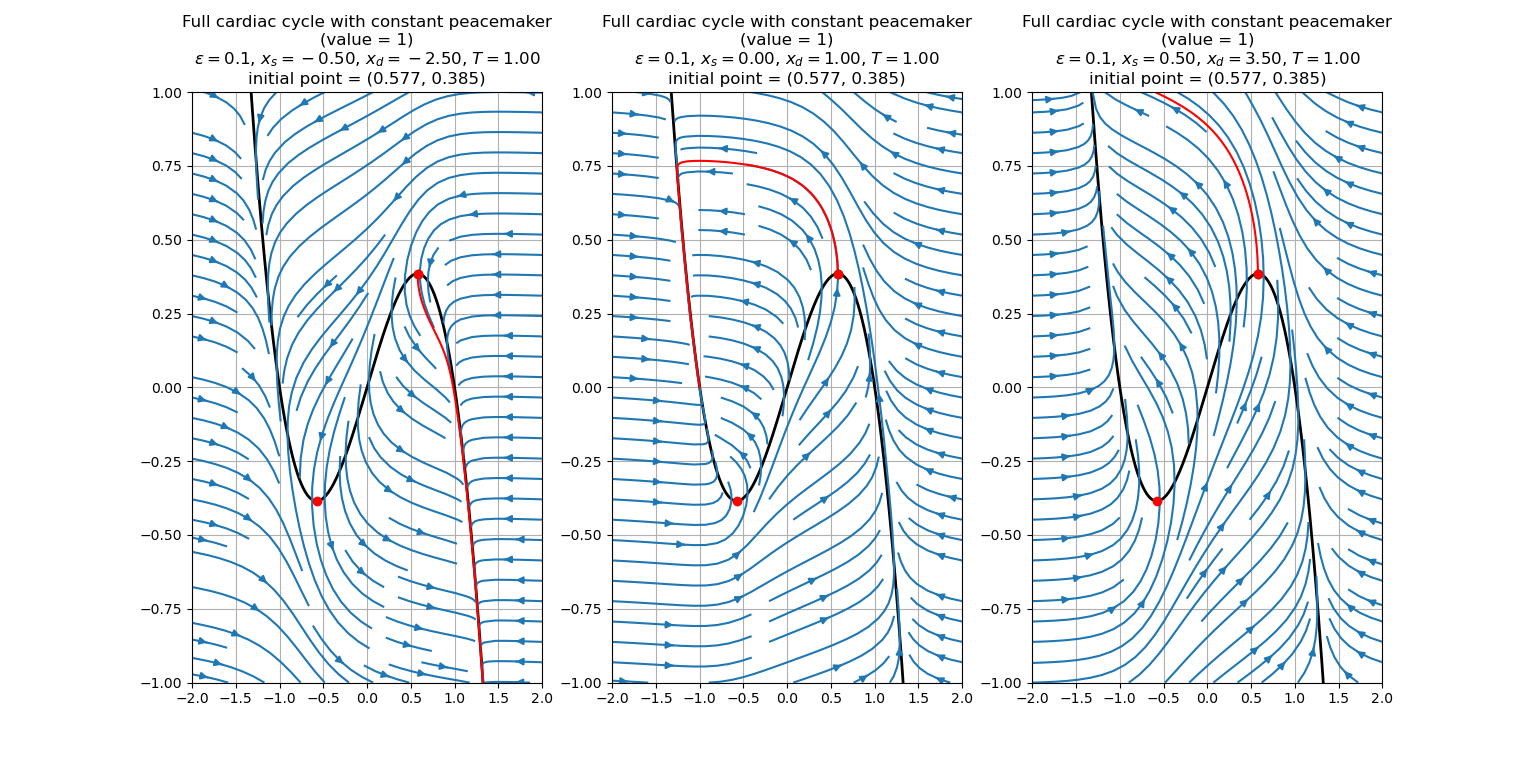 Full cardiac cycle with constant peacemaker
(value = 1)
ε = 0.1, x_s = −0.50, x_d = −2.50, T = 1.00
initial point = (0.577, 0.385)
1.00
0.75
0.50
0.25
0.00
−0.25
−0.50
−0.75
−1.00
−2.0 −1.5 −1.0 −0.5 0.0 0.5 1.0 1.5 2.0
Full cardiac cycle with constant peacemaker
(value = 1)
ε = 0.1, x_s = 0.00, x_d = 1.00, T = 1.00
initial point = (0.577, 0.385)
1.00
0.75
0.50
0.25
0.00
−0.25
−0.50
−0.75
−1.00
−2.0 −1.5 −1.0 −0.5 0.0 0.5 1.0 1.5 2.0
Full cardiac cycle with constant peacemaker
(value = 1)
ε = 0.1, x_s = 0.50, x_d = 3.50, T = 1.00
initial point = (0.577, 0.385)
1.00
0.75
0.50
0.25
0.00
−0.25
−0.50
−0.75
−1.00
−2.0 −1.5 −1.0 −0.5 0.0 0.5 1.0 1.5 2.0